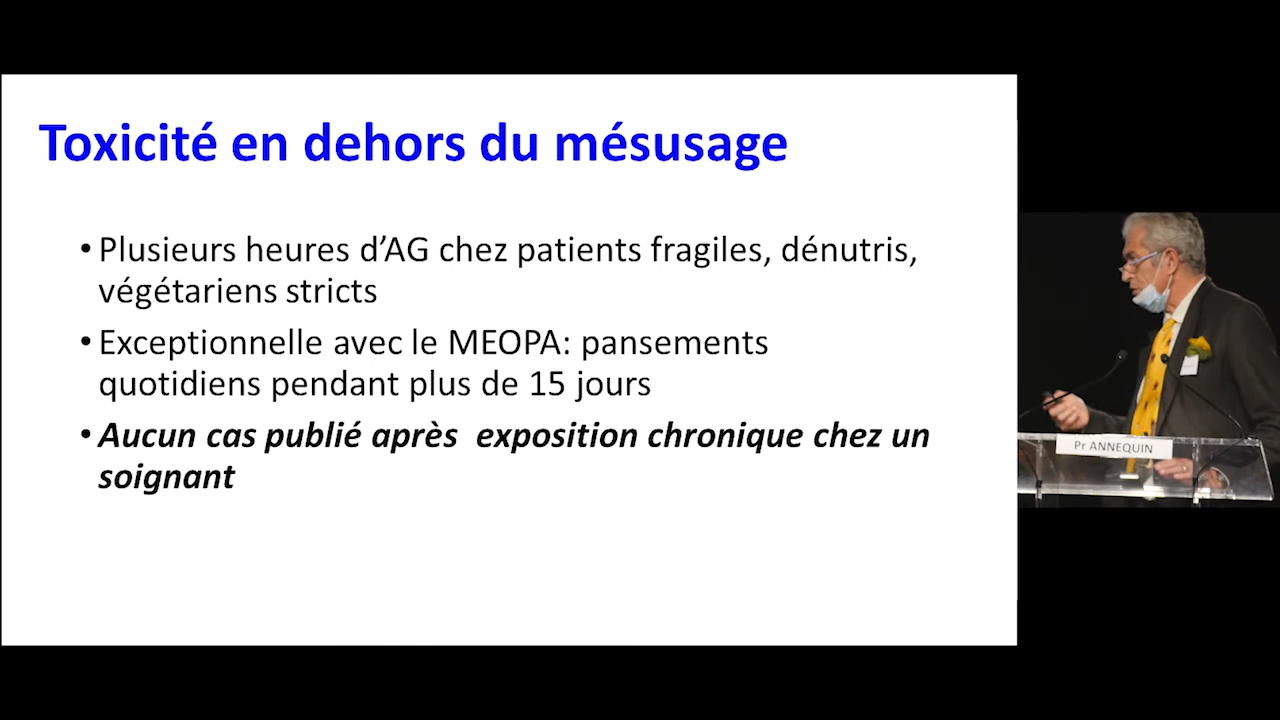 Toxicité en dehors du mésusage
• Plusieurs heures d’AG chez patients fragiles, dénutris,
végétariens stricts
• Exceptionnelle avec le MEOPA: pansements
quotidiens pendant plus de 15 jours
• Aucun cas publié après  exposition chronique chez un
soignant
Pr ANNEQUIN